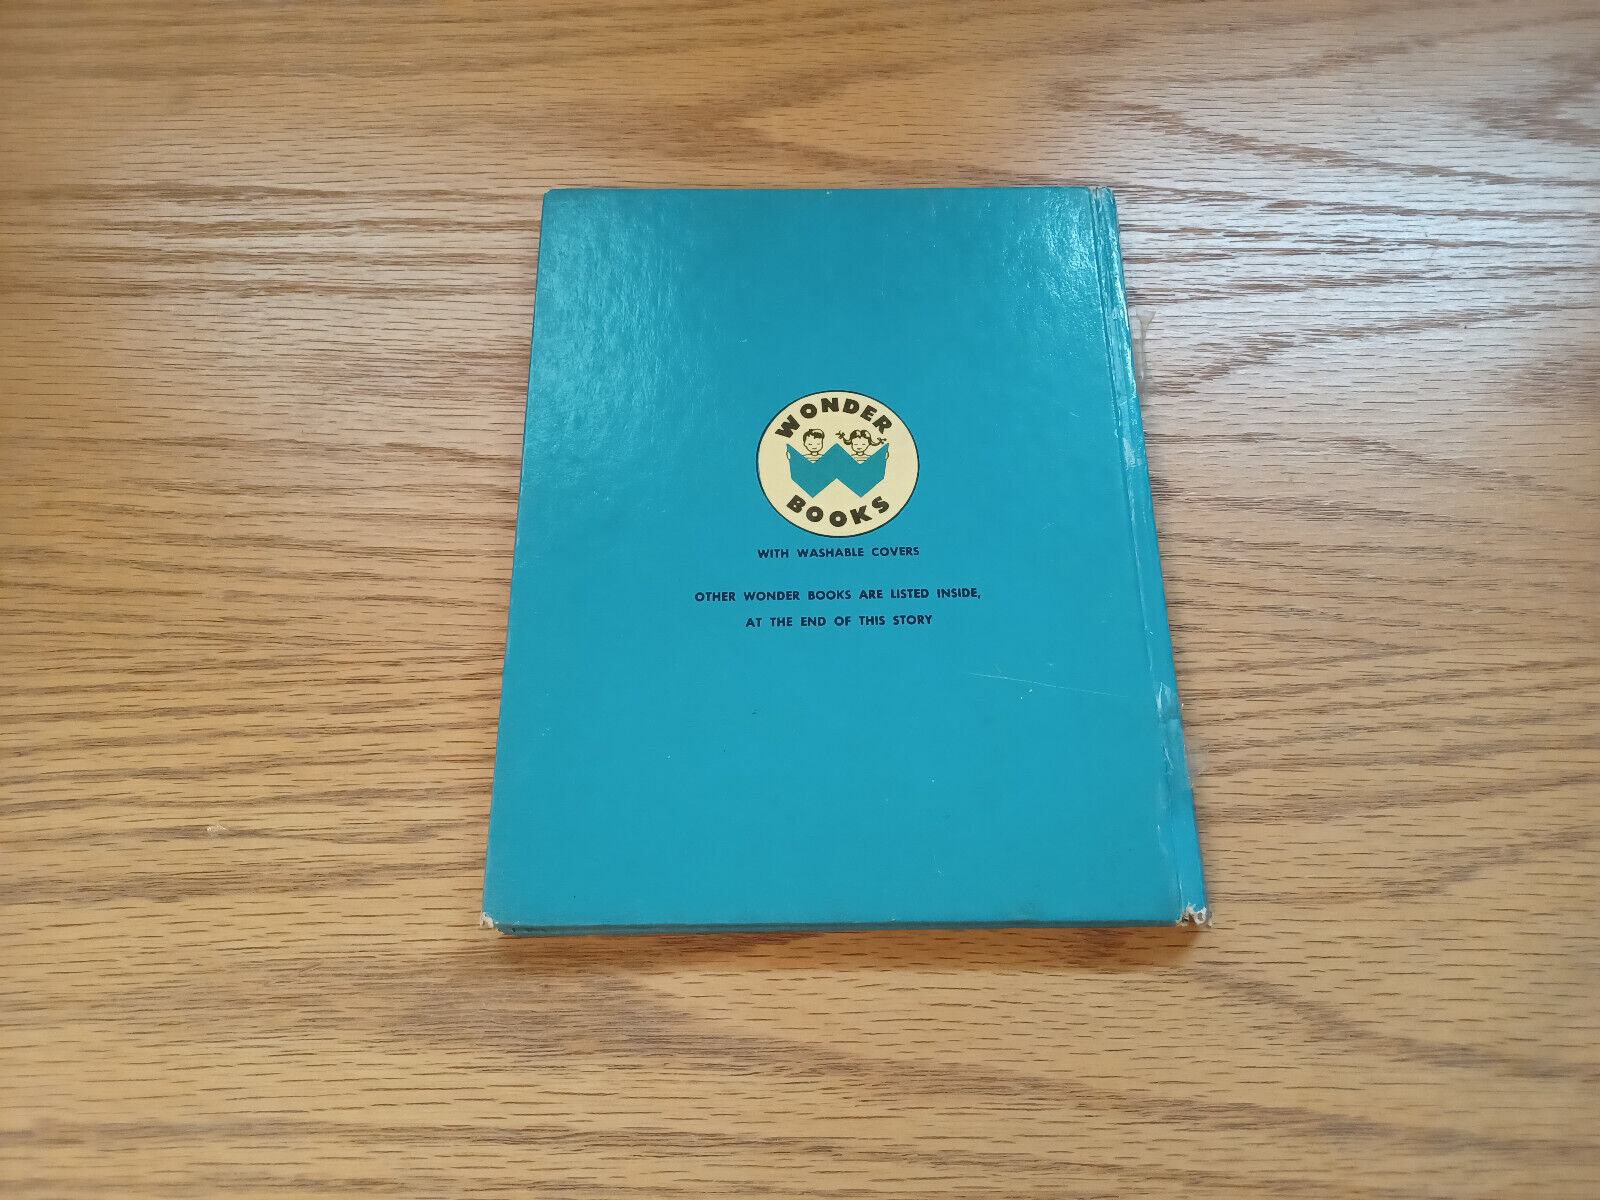 WONDER
BOOKS
WITH WASHABLE COVERS
OTHER WONDER BOOKS ARE LISTED INSIDE,
AT THE END OF THIS STORY